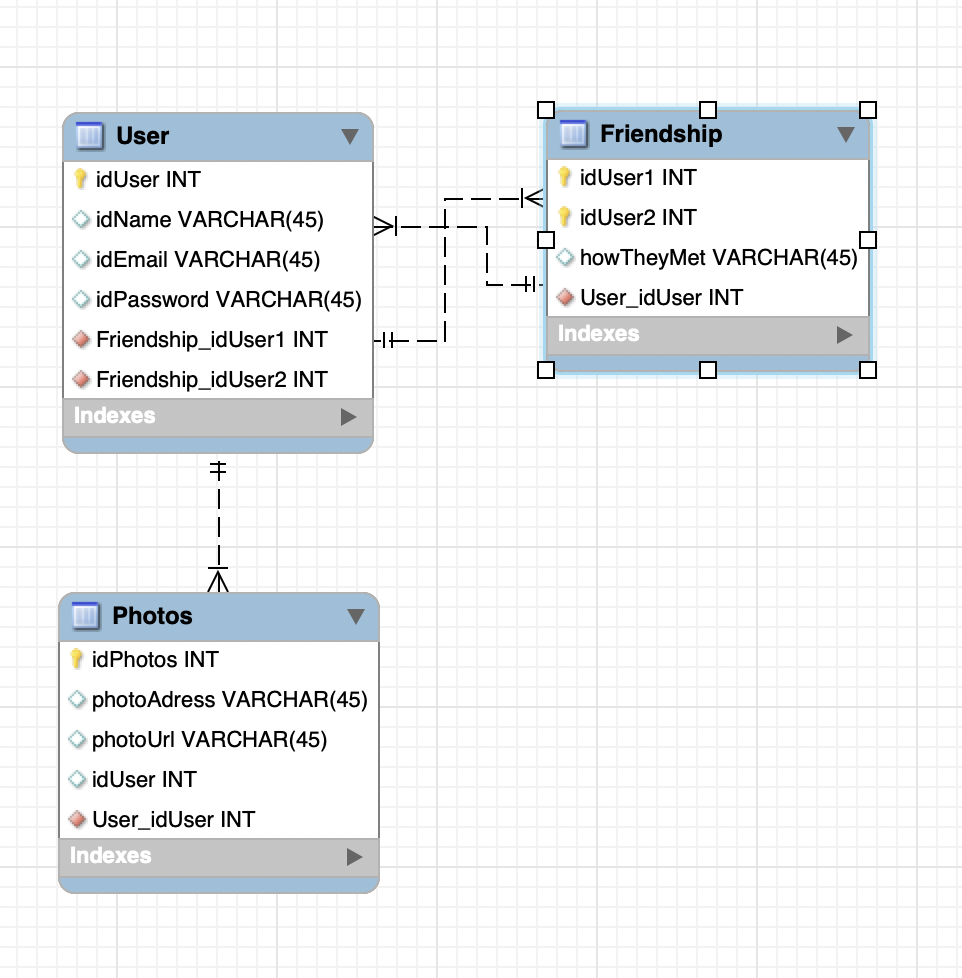 User
idUser INT
idName VARCHAR(45)
idEmail VARCHAR(45)
idPassword VARCHAR(45)
Friendship_idUser1 INT
Friendship_idUser2 INT
Indexes
Friendship
idUser1 INT
idUser2 INT
howTheyMet VARCHAR(45)
User_idUser INT
Indexes
Photos
idPhotos INT
photoAdress VARCHAR(45)
photoUrl VARCHAR(45)
idUser INT
User_idUser INT
Indexes